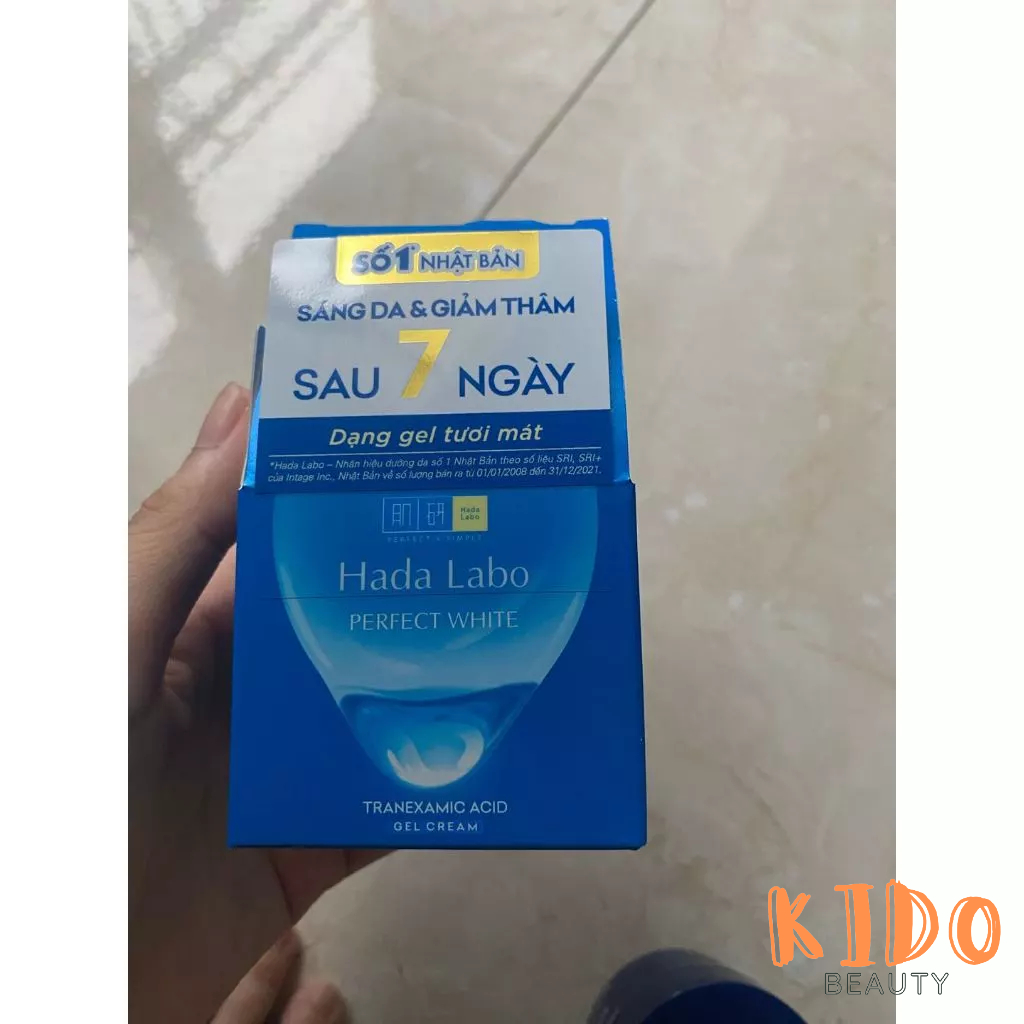 SỐ 1* NHẬT BẢN
SÁNG DA & GIẢM THÂM
SAU 7 NGÀY
Dạng gel tươi mát
*Hada Labo – Nhãn hiệu dưỡng da số 1 Nhật Bản theo số liệu SRI, SRI+
của Intage Inc., Nhật Bản về số lượng bán ra từ 01/01/2008 đến 31/12/2021.
Hada
Labo
PERFECT & SIMPLE
Hada Labo
PERFECT WHITE
TRANEXAMIC ACID
GEL CREAM
KIDO
BEAUTY